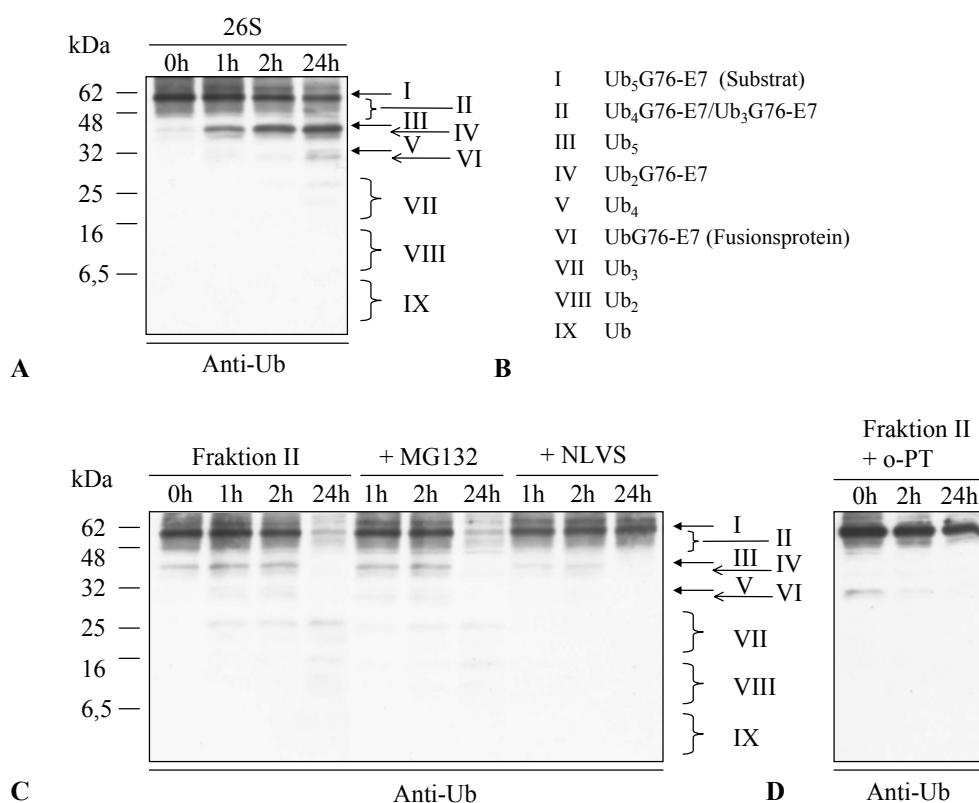 26S
kDa
0h 1h 2h 24h
62
48
32
25
16
6,5
I
II
III IV
V VI
VII
VIII
IX
Anti-Ub
A
I Ub5G76-E7 (Substrat)
II Ub4G76-E7/Ub3G76-E7
III Ub5
IV Ub2G76-E7
V Ub4
VI UbG76-E7 (Fusionsprotein)
VII Ub3
VIII Ub2
IX Ub
B
Fraktion II + MG132 + NLVS
kDa
0h 1h 2h 24h 1h 2h 24h 1h 2h 24h
62
48
32
25
16
6,5
I
II
III IV
V VI
VII
VIII
IX
Anti-Ub
C
Fraktion II
+ o-PT
0h 2h 24h
Anti-Ub
D